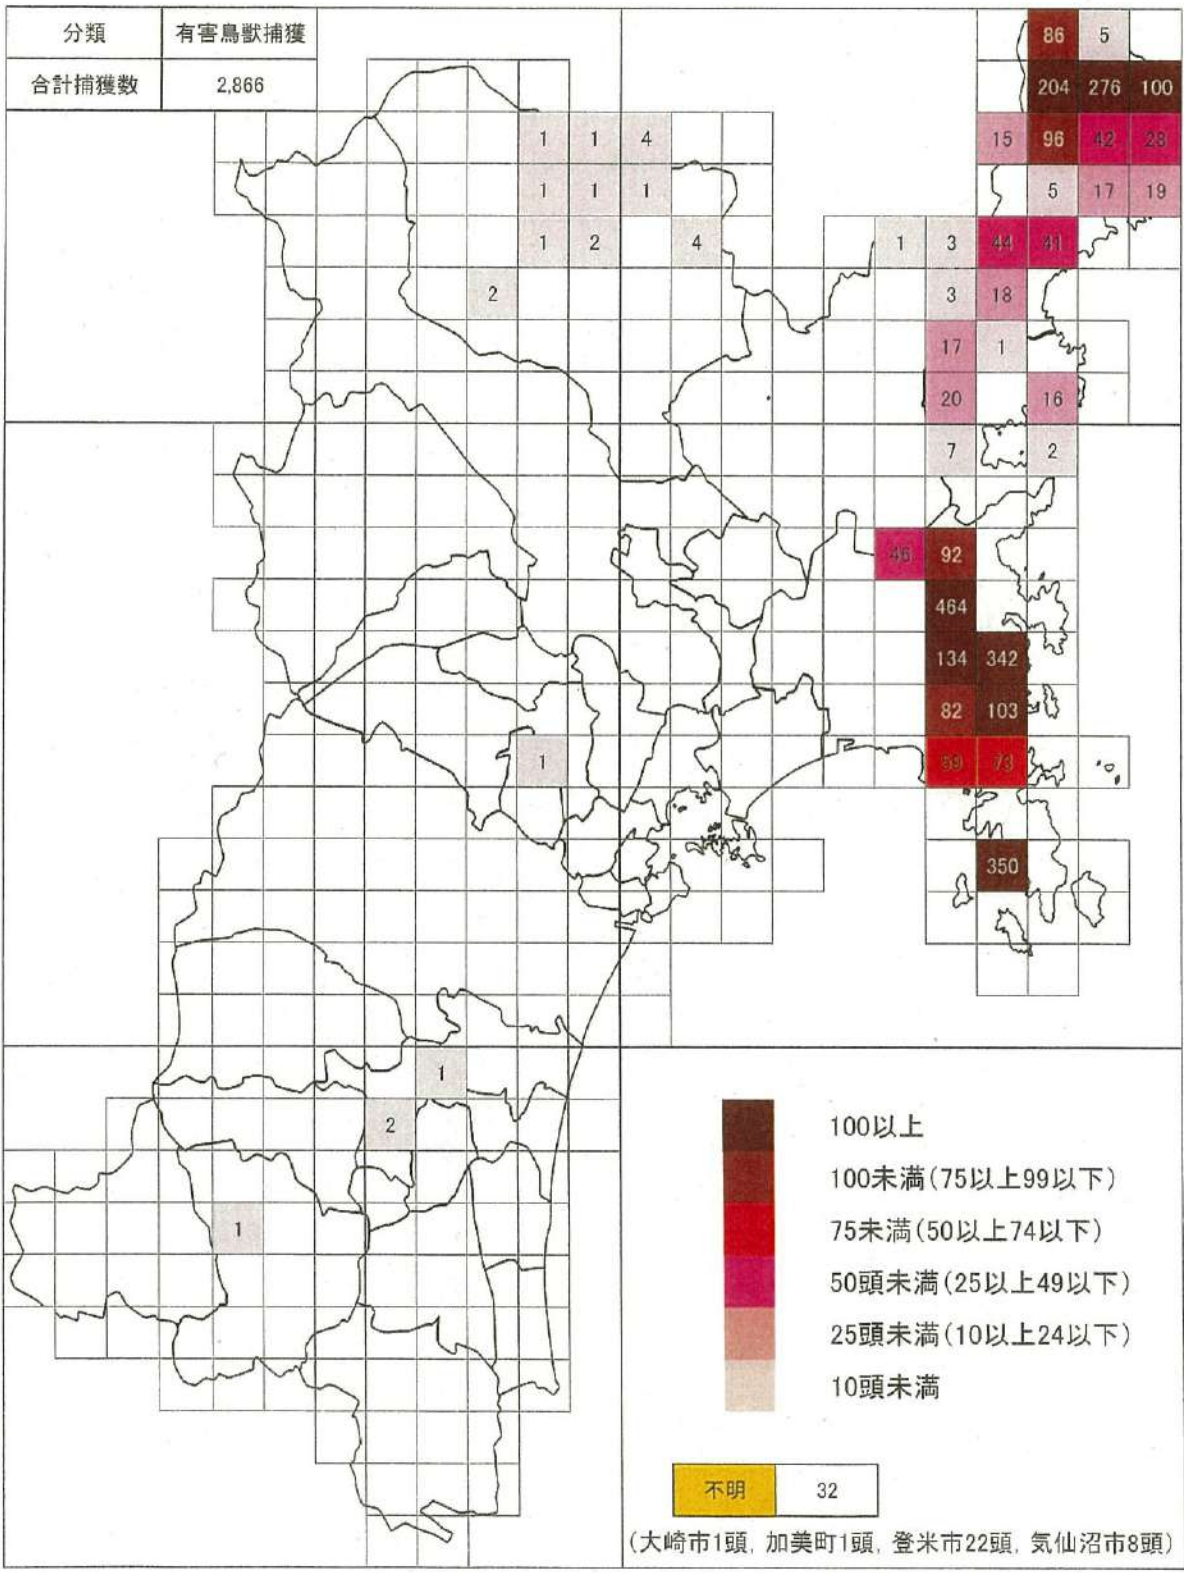 分類 有害鳥獣捕獲
合計捕獲数 2,866
86 5
204 276 100
1 1 4 15 96 42 28
1 1 1 5 17 19
1 2 4 1 3 44 41
2 3 18
17 1
20 16
7 2
46 92
464
134 342
82 103
1 59 73
350
1
2
1
100以上
100未満(75以上99以下)
75未満(50以上74以下)
50頭未満(25以上49以下)
25頭未満(10以上24以下)
10頭未満
不明 32
(大崎市1頭, 加美町1頭, 登米市22頭, 気仙沼市8頭)